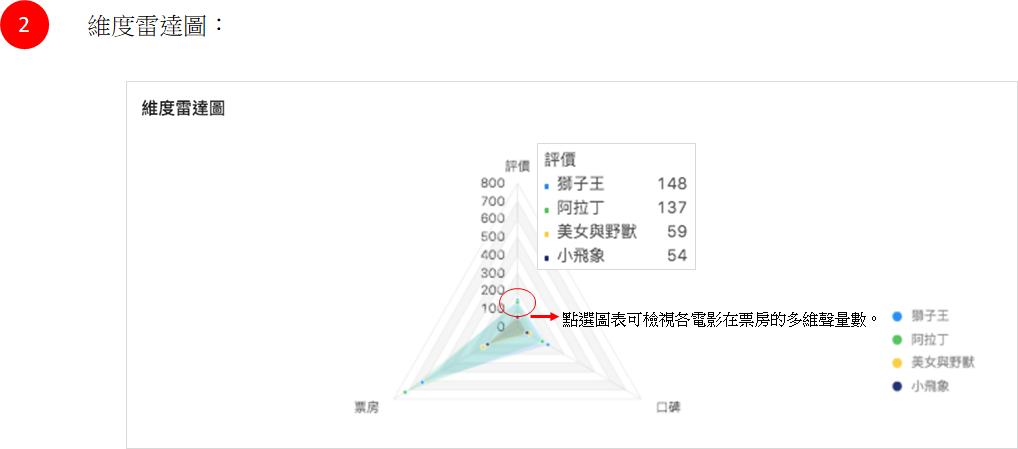 2
維度雷達圖：
維度雷達圖
評價
800
700
600
500
400
300
200
100
0
評價
獅子王 148
阿拉丁 137
美女與野獸 59
小飛象 54
點選圖表可檢視各電影在票房的多維聲量數。
獅子王
阿拉丁
美女與野獸
小飛象
票房
口碑